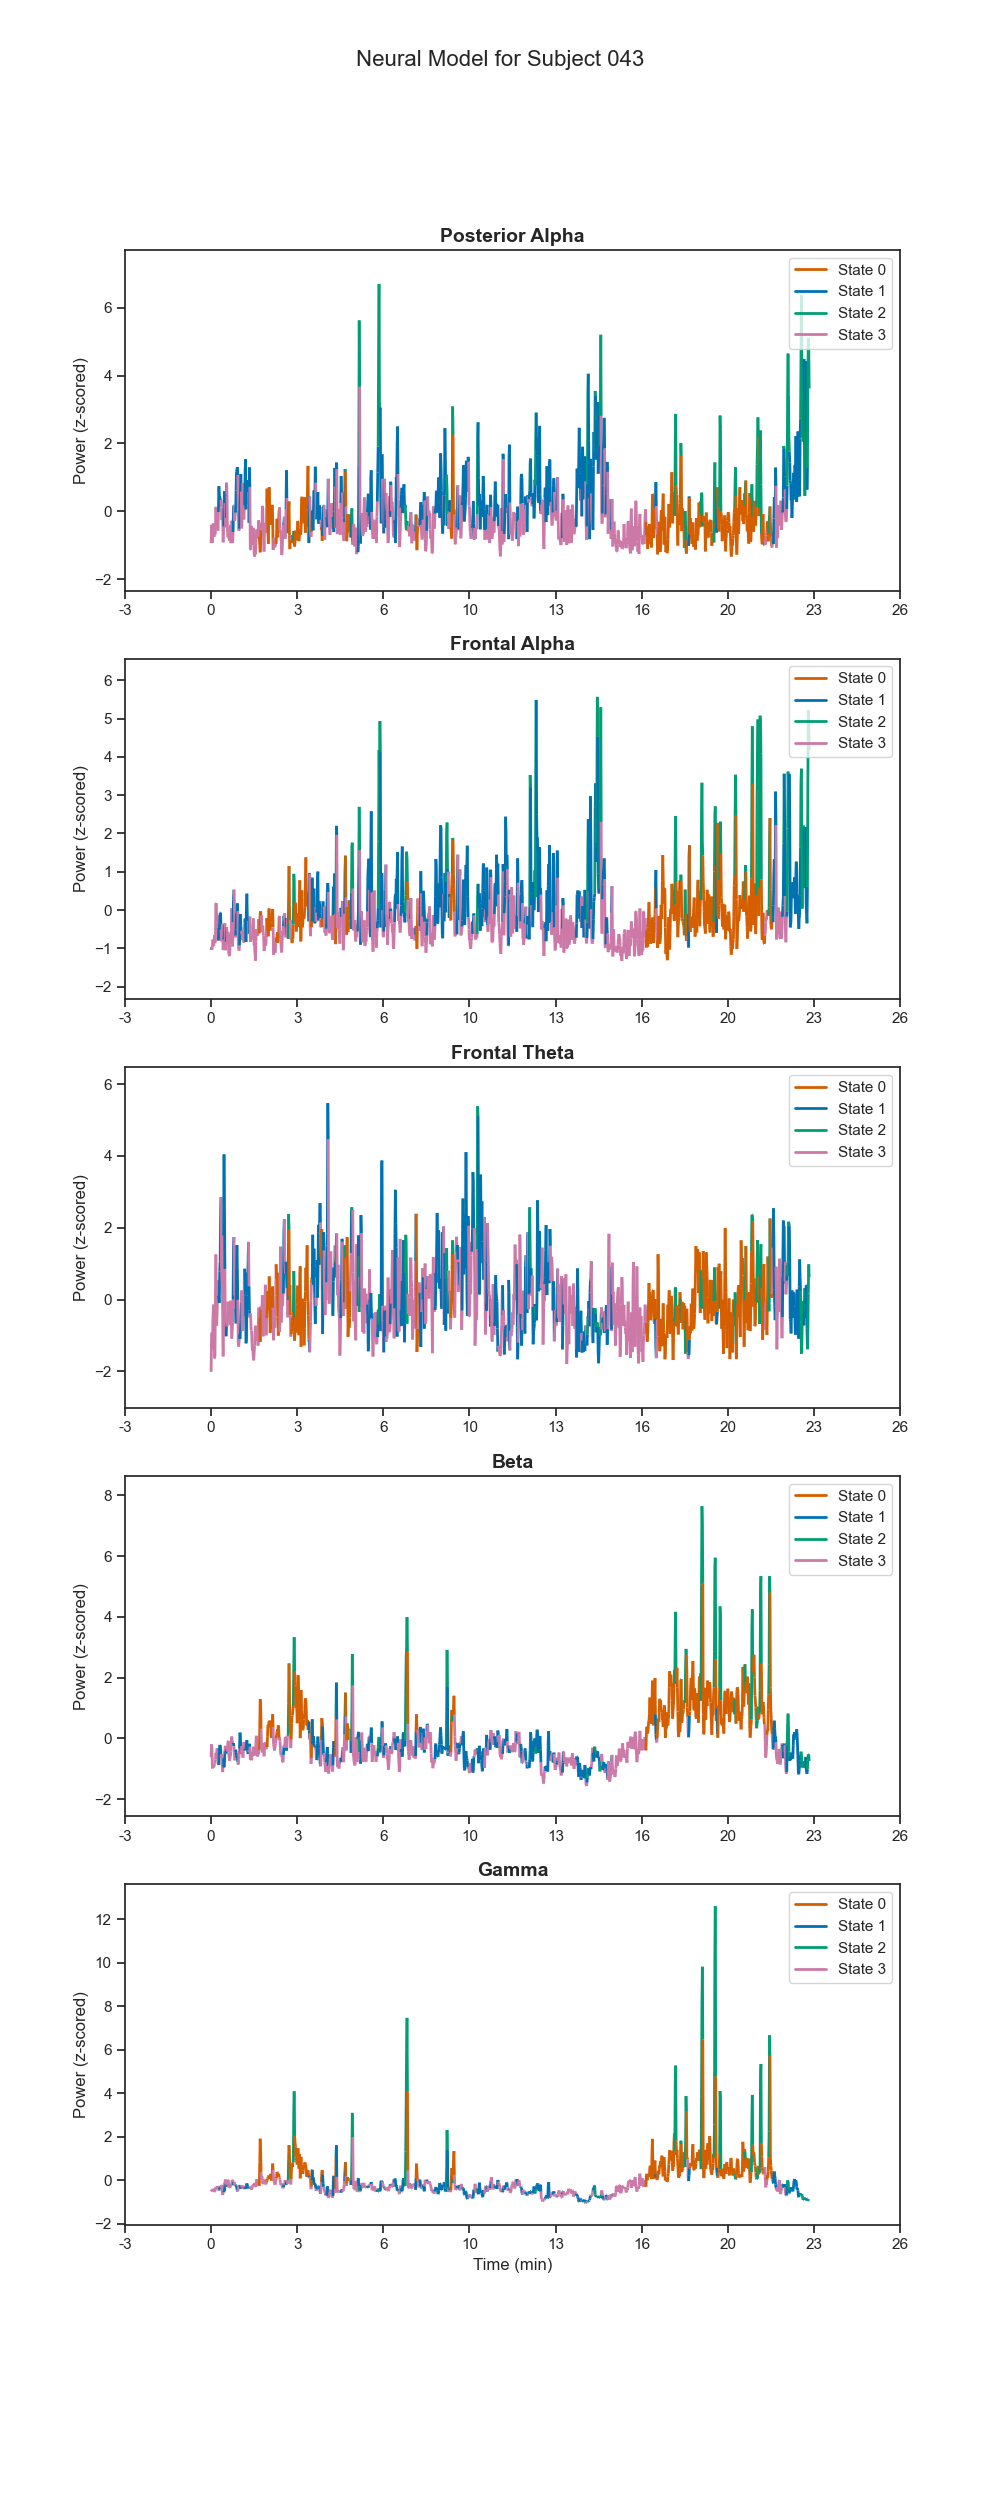 Neural Model for Subject 043
Posterior Alpha
Power (z-scored)
6
4
2
0
−2
State 0
State 1
State 2
State 3
-3 0 3 6 10 13 16 20 23 26
Frontal Alpha
Power (z-scored)
6
5
4
3
2
1
0
−1
−2
State 0
State 1
State 2
State 3
-3 0 3 6 10 13 16 20 23 26
Frontal Theta
Power (z-scored)
6
4
2
0
−2
State 0
State 1
State 2
State 3
-3 0 3 6 10 13 16 20 23 26
Beta
Power (z-scored)
8
6
4
2
0
−2
State 0
State 1
State 2
State 3
-3 0 3 6 10 13 16 20 23 26
Gamma
Power (z-scored)
12
10
8
6
4
2
0
−2
State 0
State 1
State 2
State 3
-3 0 3 6 10 13 16 20 23 26
Time (min)